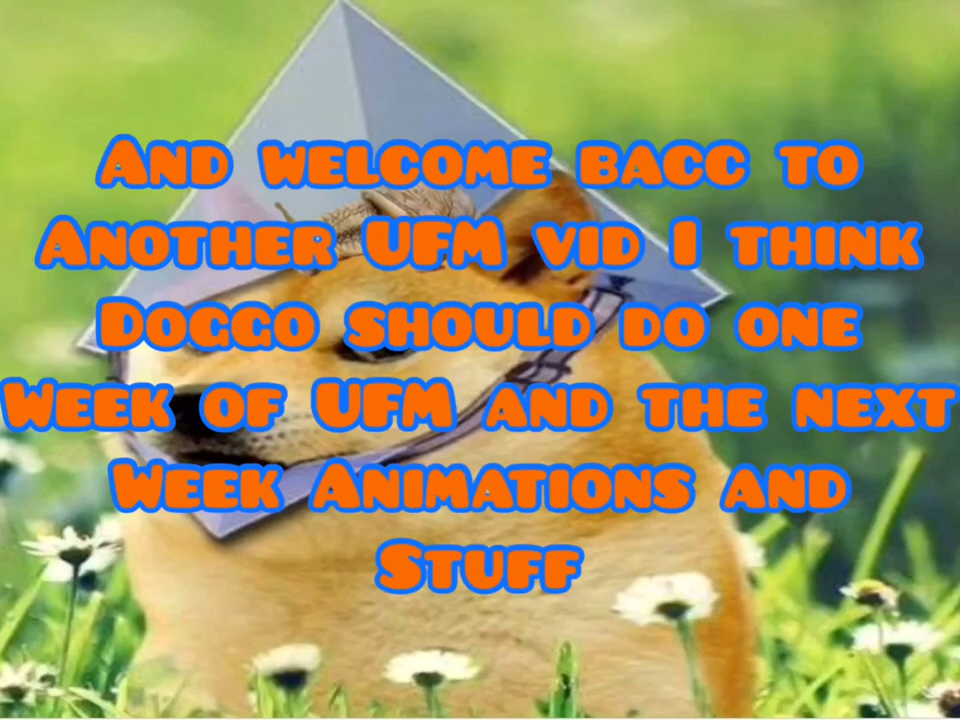 And welcome bacc to
Another UFM vid I think
Doggo should do one
Week of UFM and the next
Week Animations and
Stuff